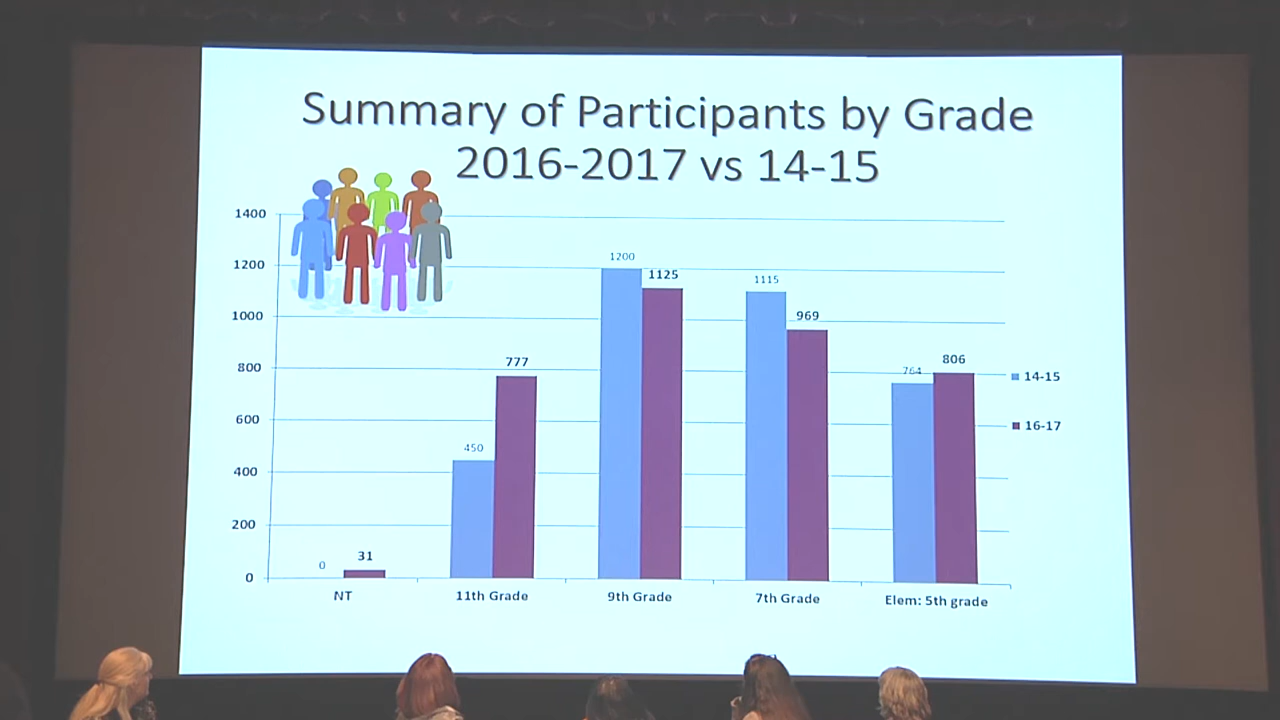 Summary of Participants by Grade
2016-2017 vs 14-15
1400
1200
1000
800
600
400
200
0
0
31
450
777
1200
1125
1115
969
764
806
NT
11th Grade
9th Grade
7th Grade
Elem: 5th grade
14-15
16-17